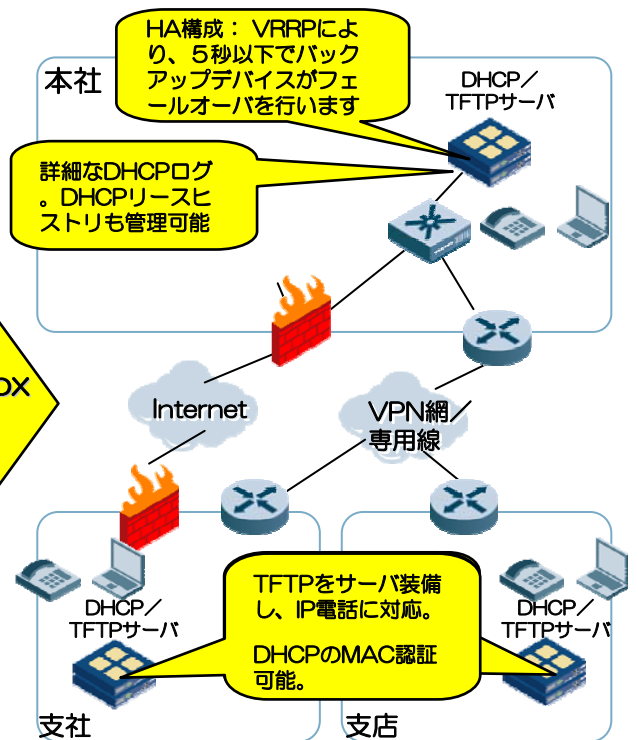 HA構成： VRRPによ
り、５秒以下でバック
アップデバイスがフェ
ールオーバを行います
本社
DHCP／
TFTPサーバ
詳細なDHCPログ
。DHCPリースヒ
ストリも管理可能
ox
Internet
VPN網／
専用線
TFTPをサーバ装備
し、IP電話に対応。
DHCPのMAC認証
可能。
DHCP／
TFTPサーバ
DHCP／
TFTPサーバ
支社
支店